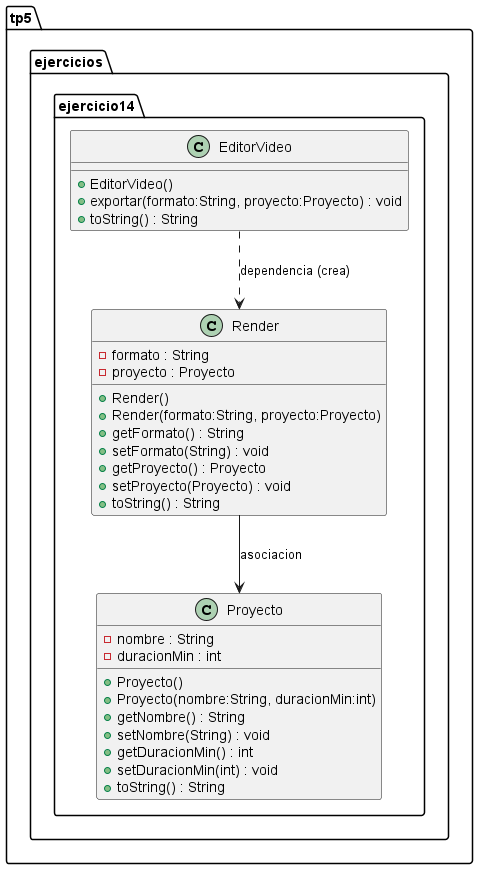 tp5
ejercicios
ejercicio14
C EditorVideo
EditorVideo()
exportar(formato:String, proyecto:Proyecto) : void
toString() : String
dependencia (crea)
C Render
formato : String
proyecto : Proyecto
Render()
Render(formato:String, proyecto:Proyecto)
getFormato() : String
setFormato(String) : void
getProyecto() : Proyecto
setProyecto(Proyecto) : void
toString() : String
asociacion
C Proyecto
nombre : String
duracionMin : int
Proyecto()
Proyecto(nombre:String, duracionMin:int)
getNombre() : String
setNombre(String) : void
getDuracionMin() : int
setDuracionMin(int) : void
toString() : String